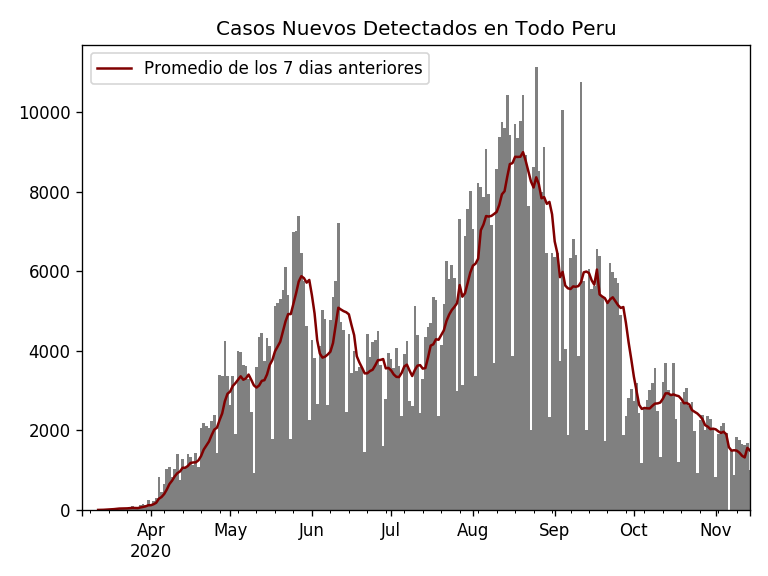 Casos Nuevos Detectados en Todo Peru
Promedio de los 7 dias anteriores
10000
8000
6000
4000
2000
0
Apr May Jun Jul Aug Sep Oct Nov
2020